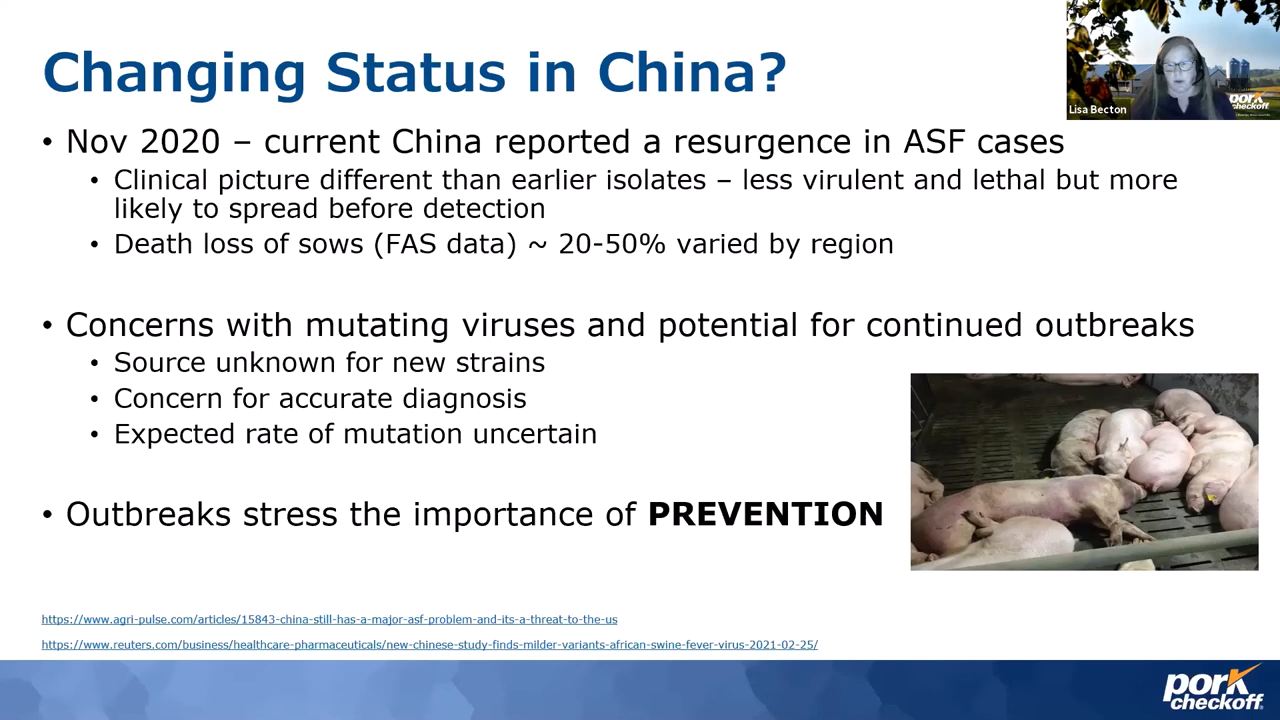 Changing Status in China?
Lisa Becton
pork
checkoff
• Nov 2020 – current China reported a resurgence in ASF cases
• Clinical picture different than earlier isolates – less virulent and lethal but more
likely to spread before detection
• Death loss of sows (FAS data) ~ 20-50% varied by region
• Concerns with mutating viruses and potential for continued outbreaks
• Source unknown for new strains
• Concern for accurate diagnosis
• Expected rate of mutation uncertain
• Outbreaks stress the importance of PREVENTION
https://www.agri-pulse.com/articles/15843-china-still-has-a-major-asf-problem-and-its-a-threat-to-the-us
https://www.reuters.com/business/healthcare-pharmaceuticals/new-chinese-study-finds-milder-variants-african-swine-fever-virus-2021-02-25/
pork
checkoff